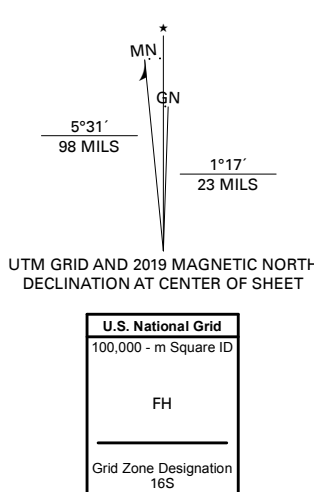 ★
MN
GN
5°31´
98 MILS
1°17´
23 MILS
UTM GRID AND 2019 MAGNETIC NORTH
DECLINATION AT CENTER OF SHEET
U.S. National Grid
100,000 - m Square ID
FH
Grid Zone Designation
16S